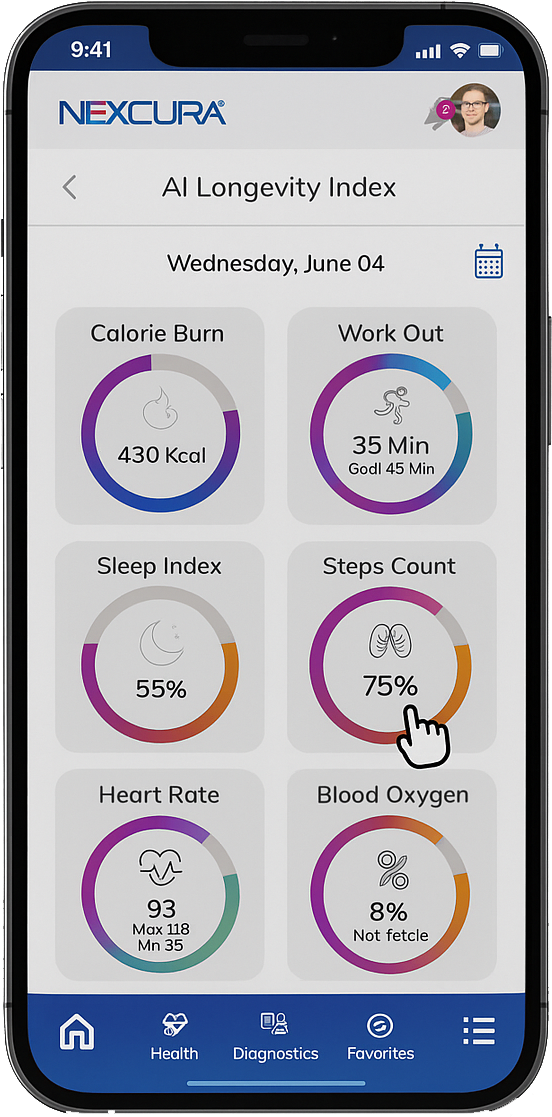 9:41
NEXCURA®
2
AI Longevity Index
Wednesday, June 04
Calorie Burn
430 Kcal
Work Out
35 Min
Godl 45 Min
Sleep Index
55%
Steps Count
75%
Heart Rate
93
Max 118
Mn 35
Blood Oxygen
8%
Not fetcle
Health
Diagnostics
Favorites